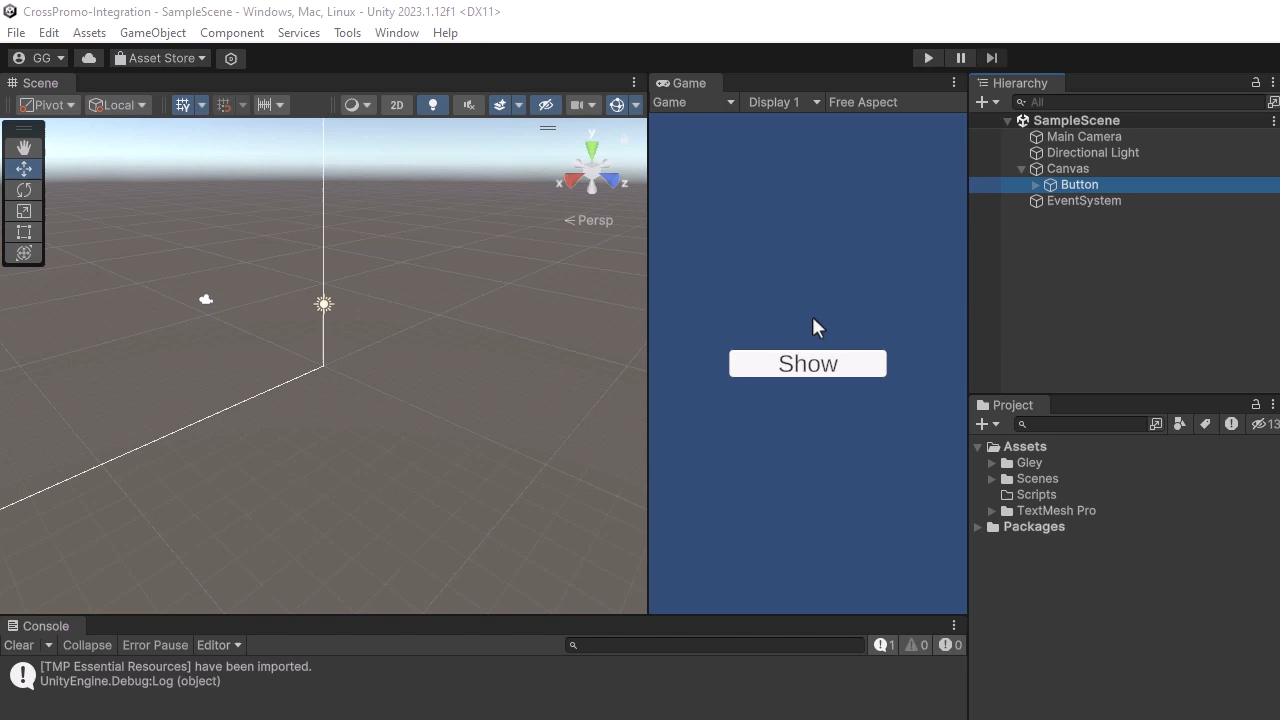 CrossPromo-Integration - SampleScene - Windows, Mac, Linux - Unity 2023.1.12f1 <DX11>
File Edit Assets GameObject Component Services Tools Window Help
GG Asset Store
Scene
Pivot Local 2D
y
x z
Persp
Game
Game Display 1 Free Aspect
Show
Hierarchy
All
SampleScene
Main Camera
Directional Light
Canvas
Button
EventSystem
Project
13
Assets
Gley
Scenes
Scripts
TextMesh Pro
Packages
Console
Clear Collapse Error Pause Editor 1 0 0
[TMP Essential Resources] have been imported.
UnityEngine.Debug:Log (object)